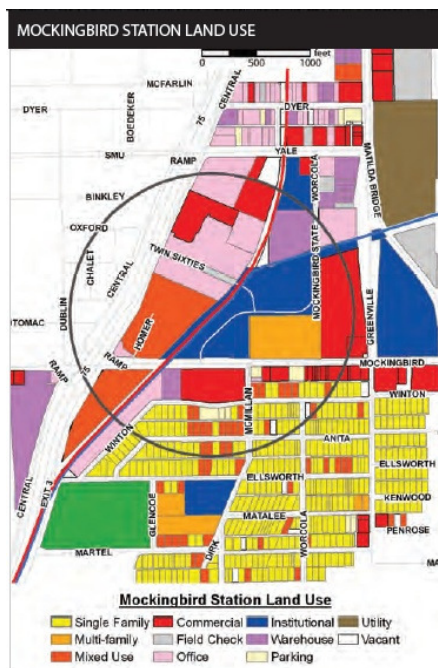 MOCKINGBIRD STATION LAND USE
0 500 1000
feet
MCFARLIN
CENTRAL
DYER
BOEDEKER
75
DYER
YALE
SMU
RAMP
WORCOLA
MATILDA BRIDGE
BINKLEY
OXFORD
CHALET
TWIN SIXTIES
CENTRAL
DUBLIN
MOCKINGBIRD STATE
GREENVILLE
TOMAC
HOMER
RAMP
RAMP
75
MOCKINGBIRD
WINTON
MCMILLAN
WINTON
ANITA
ELLSWORTH
ELLSWORTH
CENTRAL
EXIT 3
GLENCOE
KENWOOD
MATALEE
PENROSE
WORCOLA
MARTEL
DIRK
MA
Mockingbird Station Land Use
Single Family Commercial Institutional Utility
Multi-family Field Check Warehouse Vacant
Mixed Use Office Parking